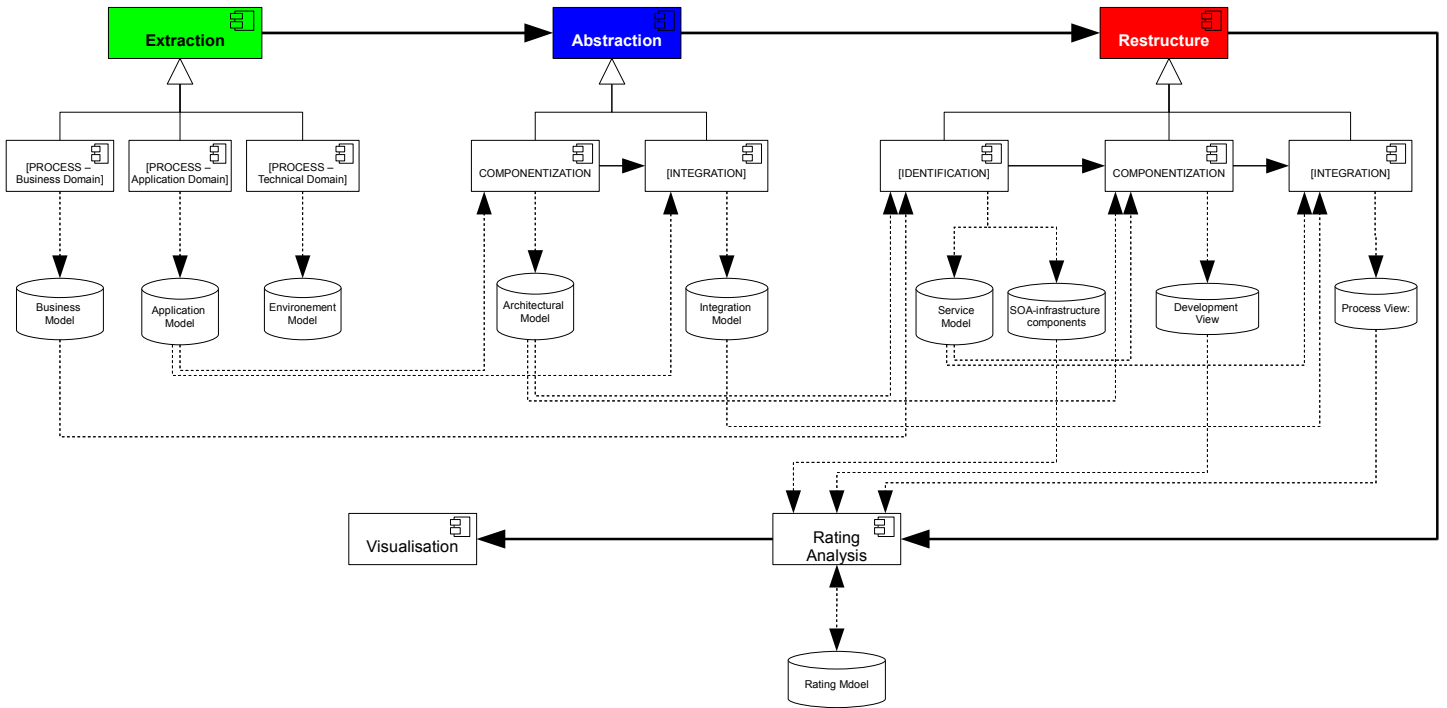 Extraction
Abstraction
Restructure
[PROCESS –
Business Domain]
[PROCESS –
Application Domain]
[PROCESS –
Technical Domain]
COMPONENTIZATION
[INTEGRATION]
[IDENTIFICATION]
COMPONENTIZATION
[INTEGRATION]
Business
Model
Application
Model
Environement
Model
Architectural
Model
Integration
Model
Service
Model
SOA-infrastructure
components
Development
View
Process View:
Visualisation
Rating
Analysis
Rating Mdoel